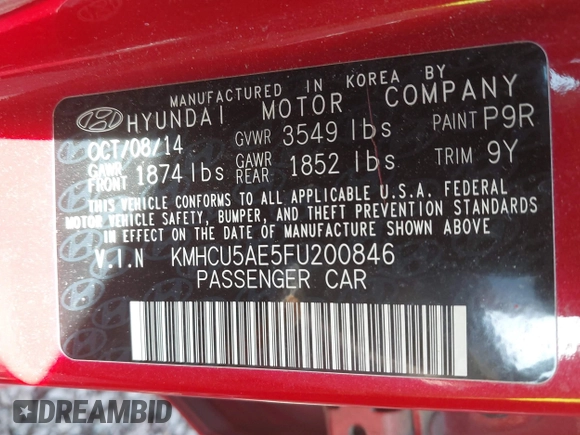 MANUFACTURED IN KOREA BY
HYUNDAI MOTOR COMPANY
OCT/08/14 GVWR 3549 lbs PAINT P9R
GAWR FRONT 1874 lbs GAWR REAR 1852 lbs TRIM 9Y
THIS VEHICLE CONFORMS TO ALL APPLICABLE U.S.A. FEDERAL
MOTOR VEHICLE SAFETY, BUMPER, AND THEFT PREVENTION STANDARDS
IN EFFECT ON THE DATE OF MANUFACTURE SHOWN ABOVE
V.I.N KMHCU5AE5FU200846
PASSENGER CAR
DREAMBID